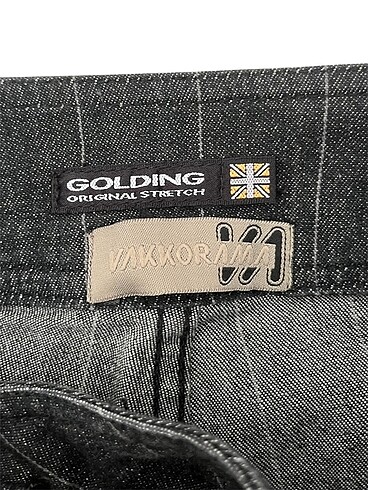 GOLDING
ORIGINAL STRETCH
VAKKORAMA